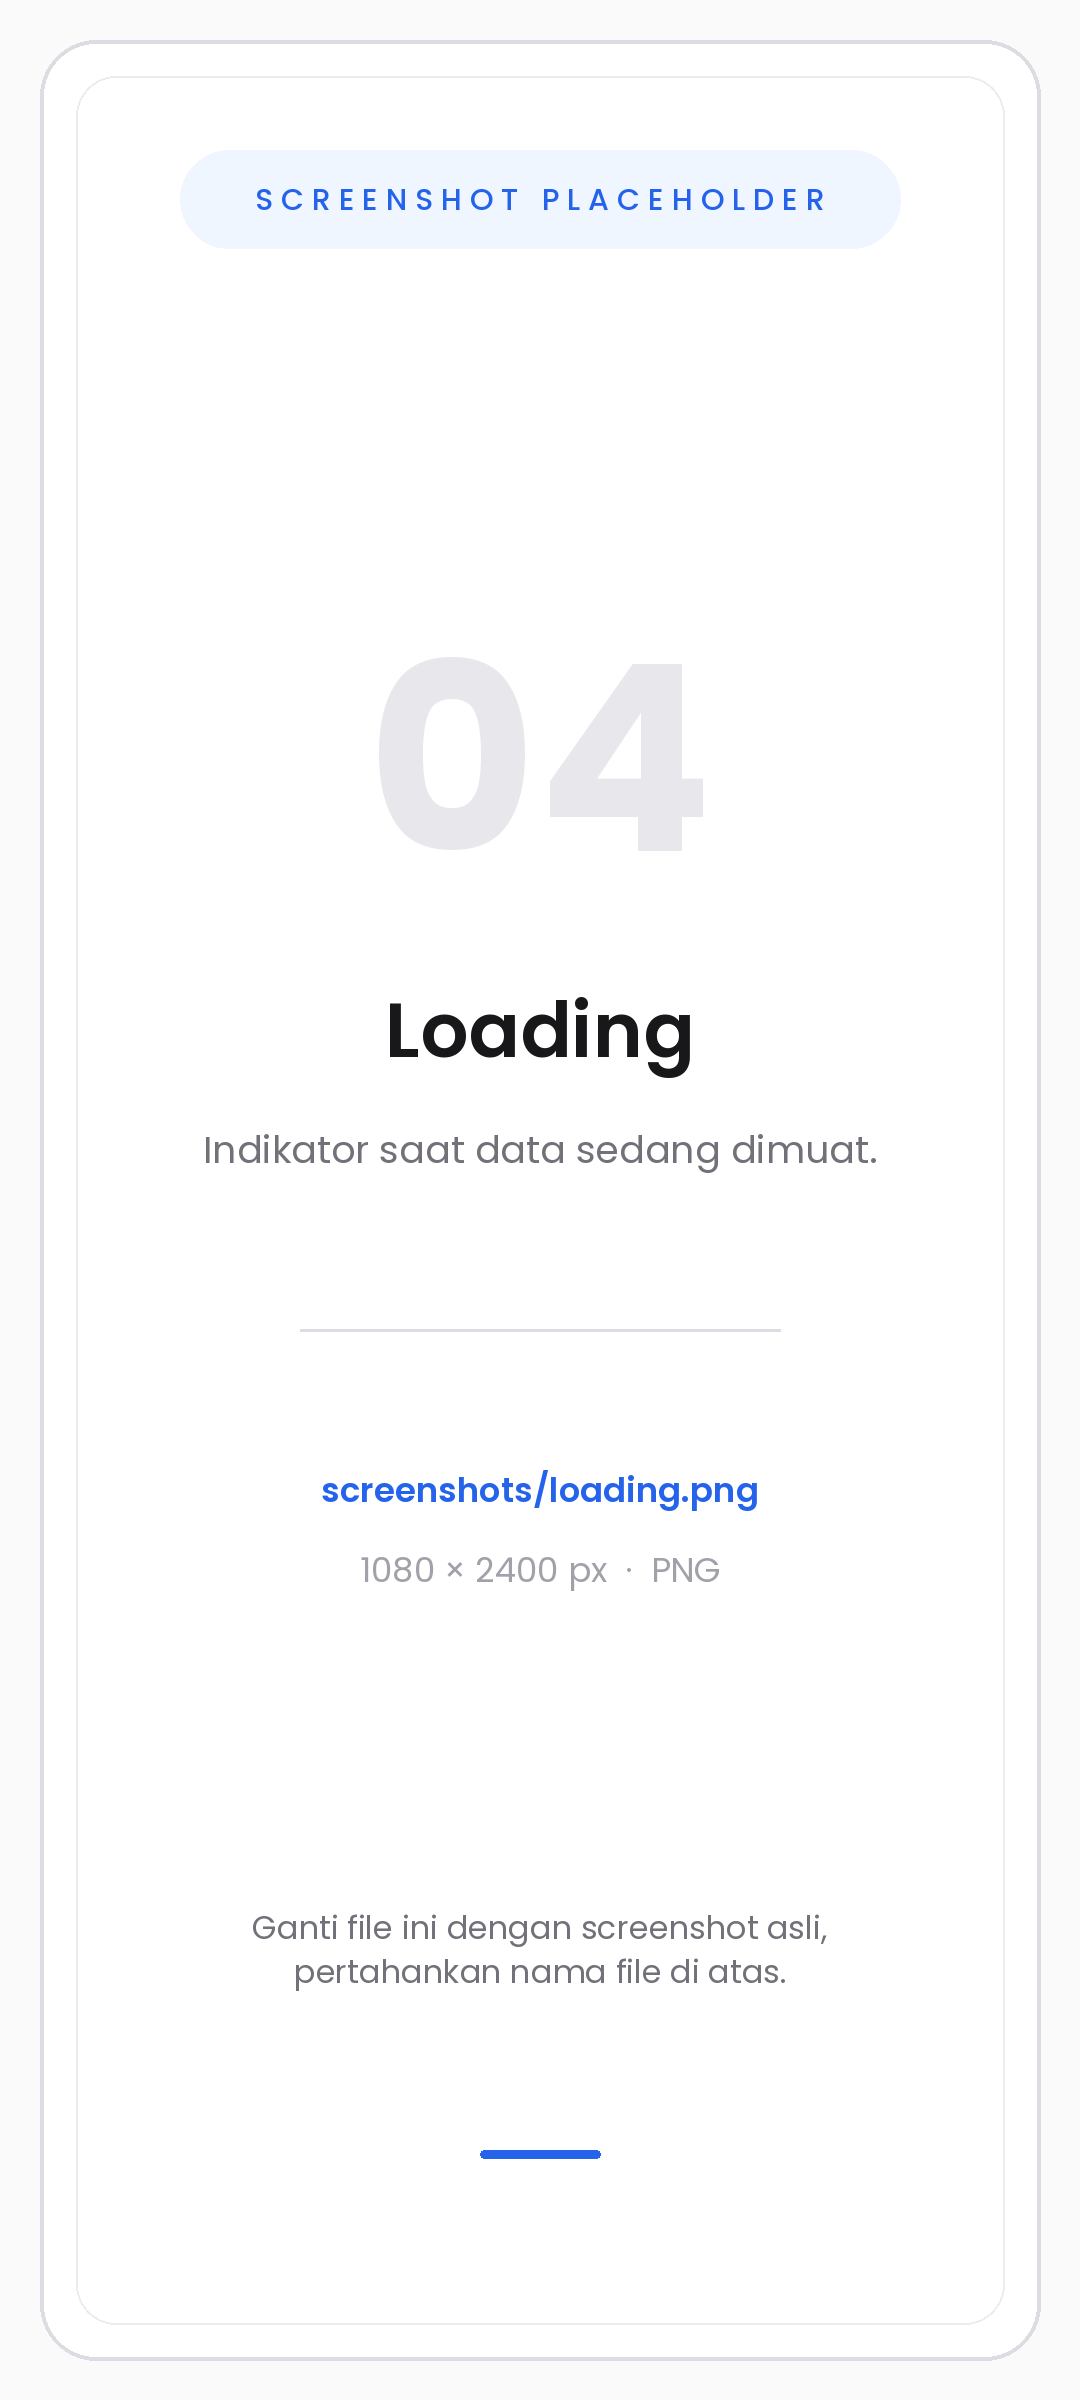 SCREENSHOT PLACEHOLDER
04
Loading
Indikator saat data sedang dimuat.
screenshots/loading.png
1080 × 2400 px · PNG
Ganti file ini dengan screenshot asli,
pertahankan nama file di atas.